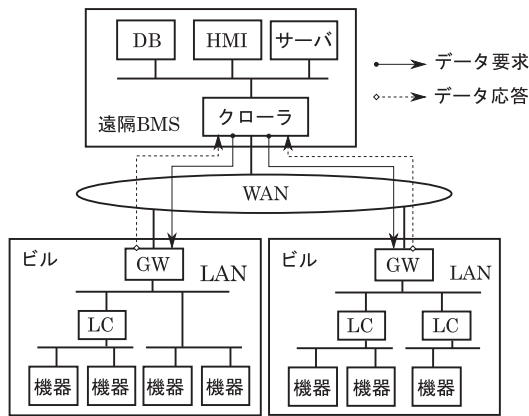 DB
HMI
サーバ
データ要求
データ応答
クローラ
遠隔BMS
WAN
ビル
GW
LAN
LC
機器
機器
機器
機器
ビル
GW
LAN
LC
LC
機器
機器
機器